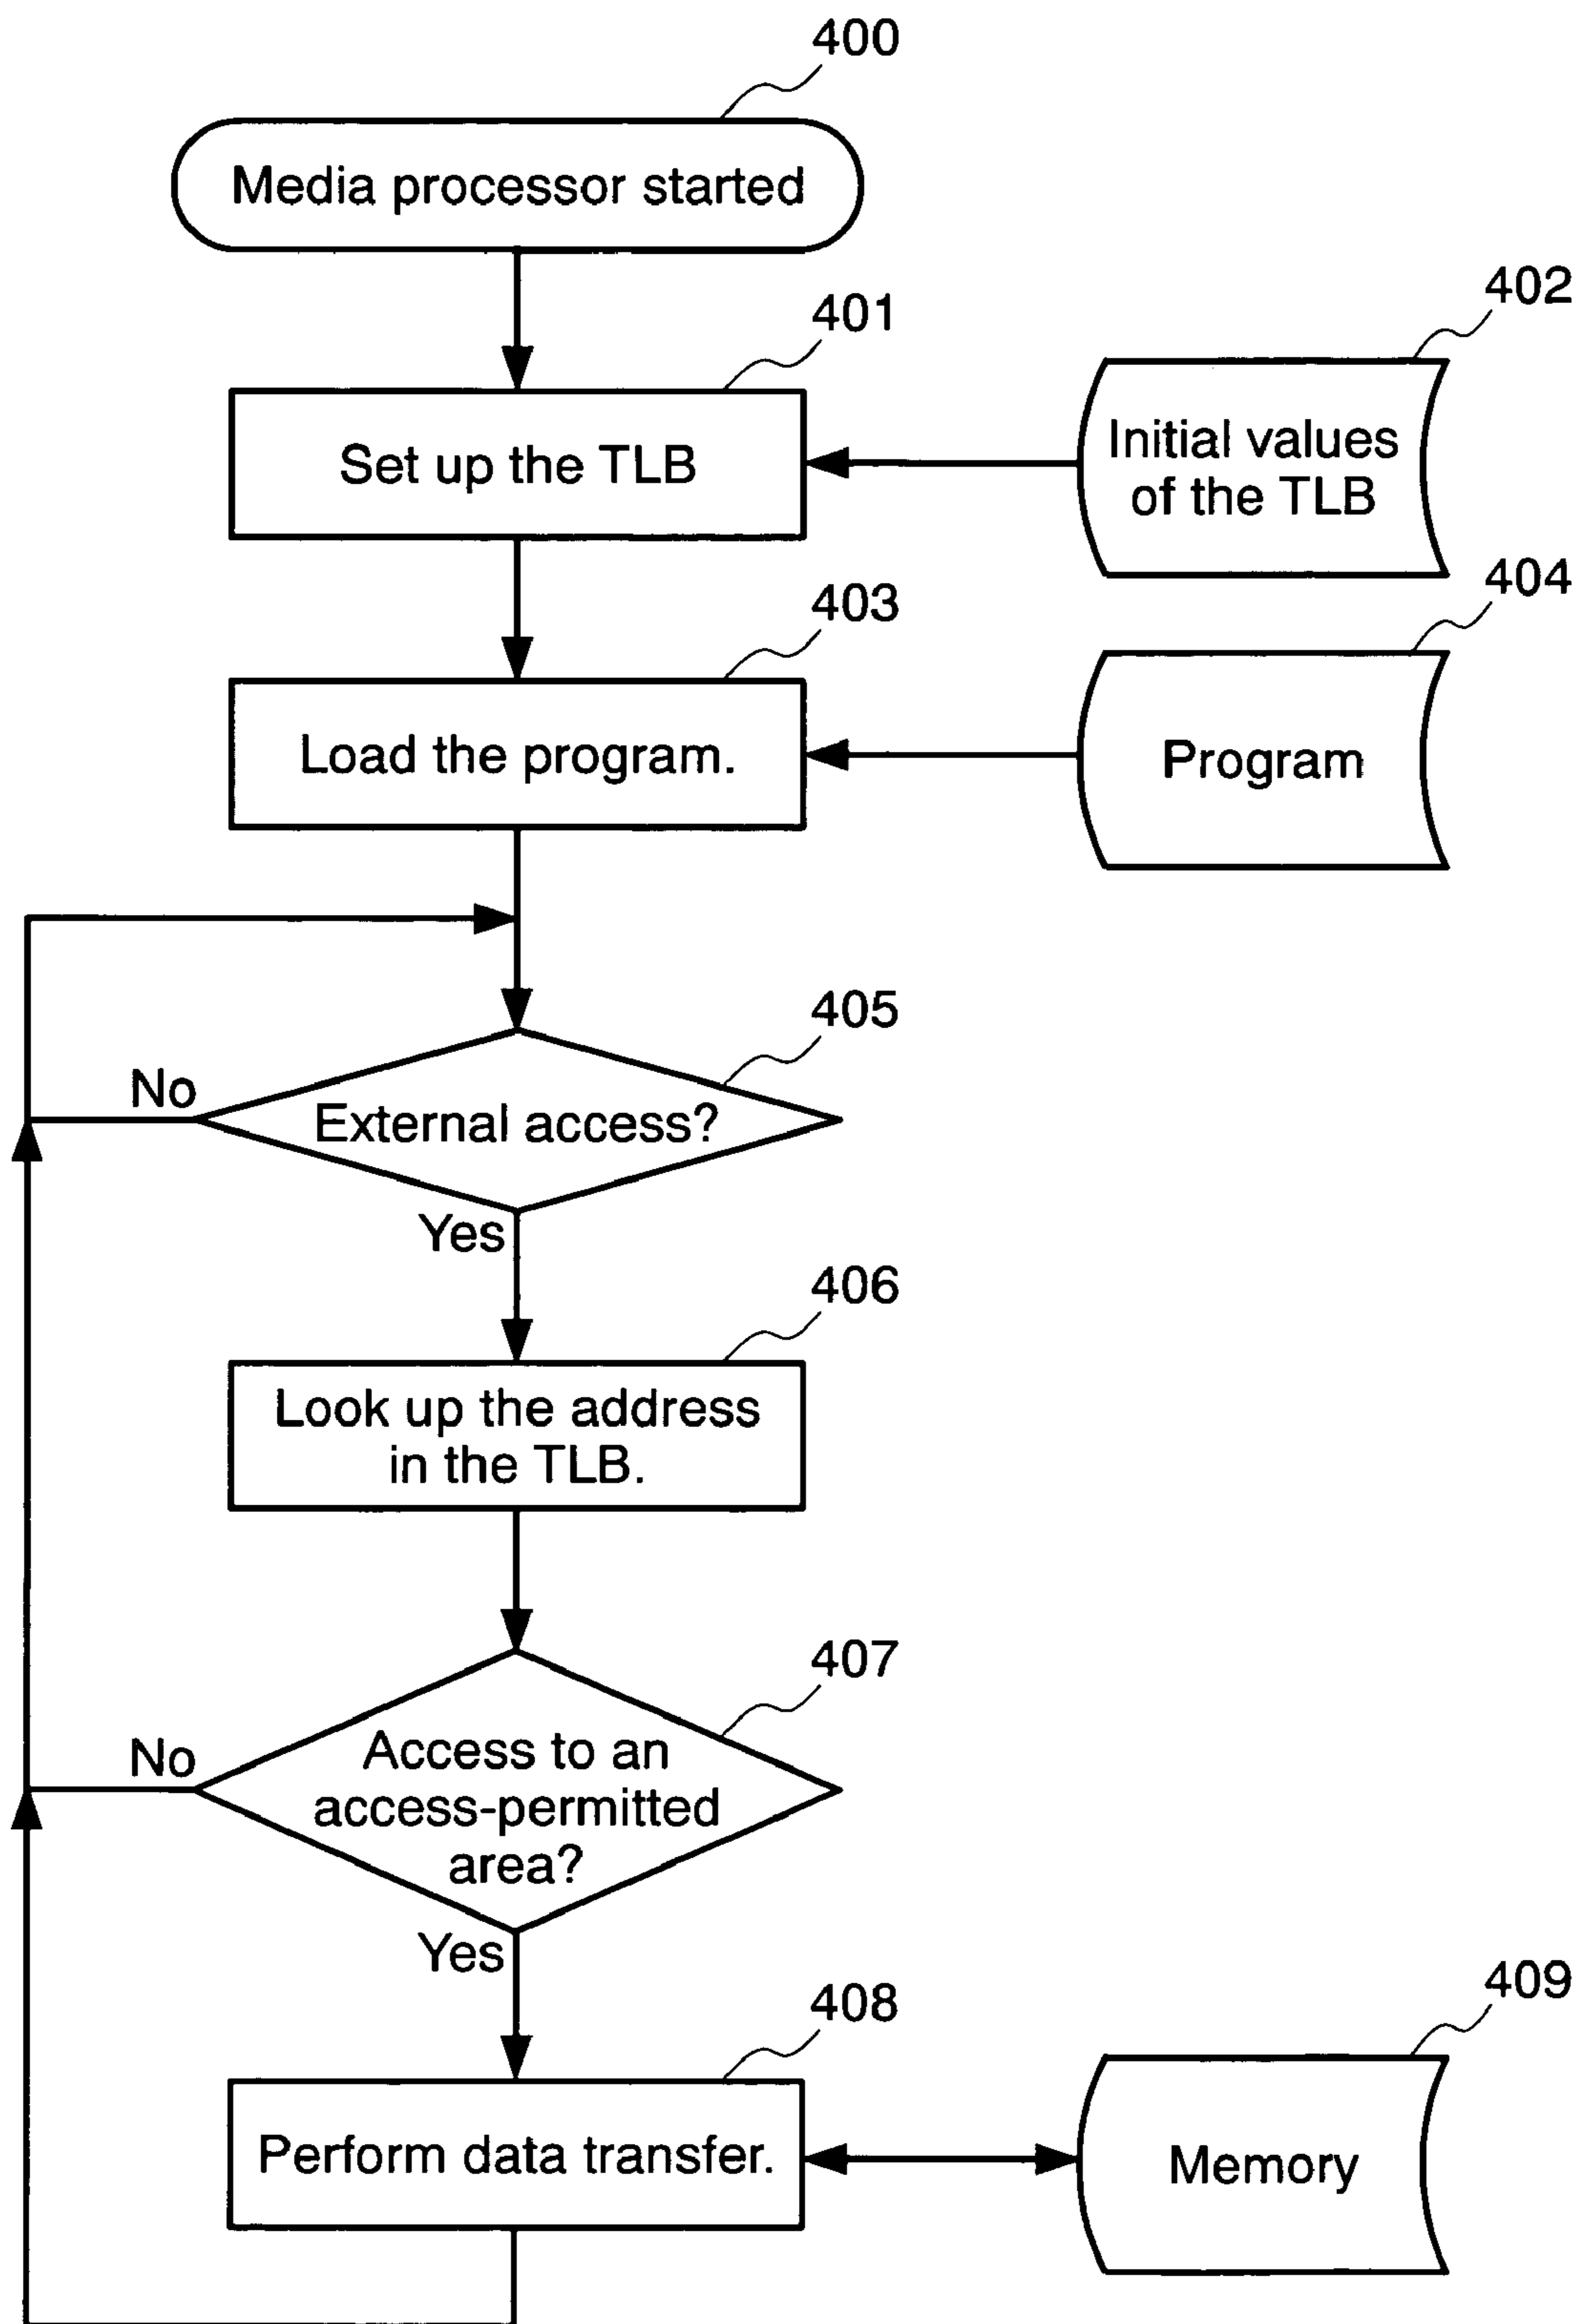 400
Media processor started
401
402
Set up the TLB
Initial values
of the TLB
403
404
Load the program.
Program
405
No
External access?
Yes
406
Look up the address
in the TLB.
407
No
Access to an
access-permitted
area?
Yes
408
409
Perform data transfer.
Memory